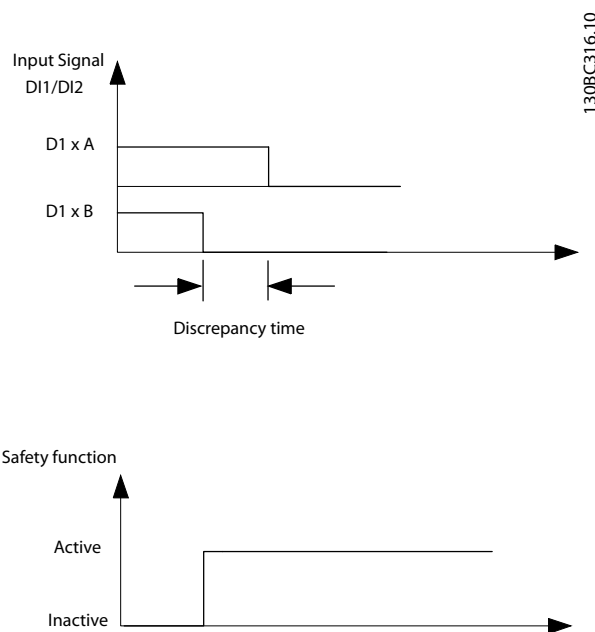 130BC316.10
Input Signal
DI1/DI2
D1 x A
D1 x B
Discrepancy time
Safety function
Active
Inactive